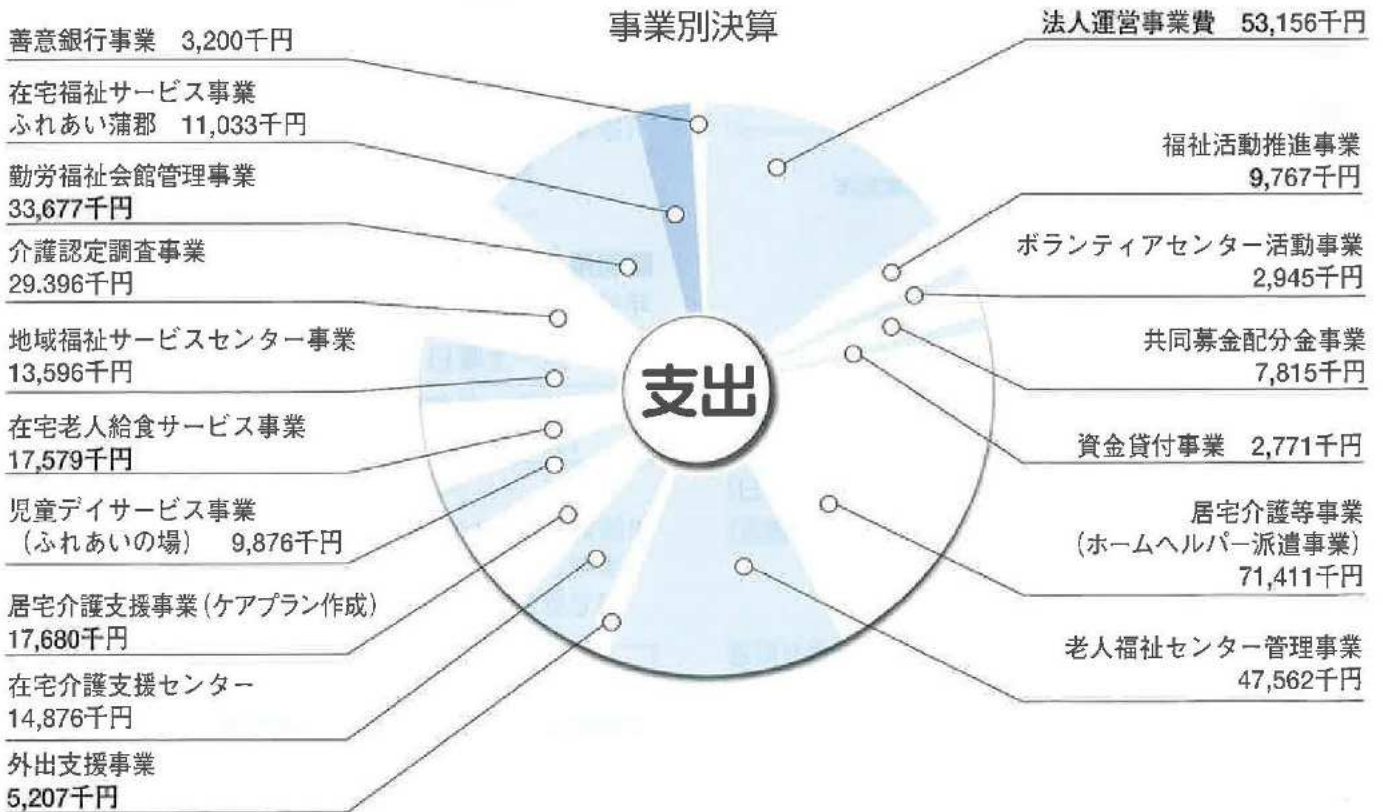 事業別決算
善意銀行事業　3,200千円
在宅福祉サービス事業
ふれあい蒲郡　11,033千円
勤労福祉会館管理事業
33,677千円
介護認定調査事業
29.396千円
地域福祉サービスセンター事業
13,596千円
在宅老人給食サービス事業
17,579千円
児童デイサービス事業
（ふれあいの場）　9,876千円
居宅介護支援事業（ケアプラン作成）
17,680千円
在宅介護支援センター
14,876千円
外出支援事業
5,207千円
支出
法人運営事業費　53,156千円
福祉活動推進事業
9,767千円
ボランティアセンター活動事業
2,945千円
共同募金配分金事業
7,815千円
資金貸付事業　2,771千円
居宅介護等事業
（ホームヘルパー派遣事業）
71,411千円
老人福祉センター管理事業
47,562千円